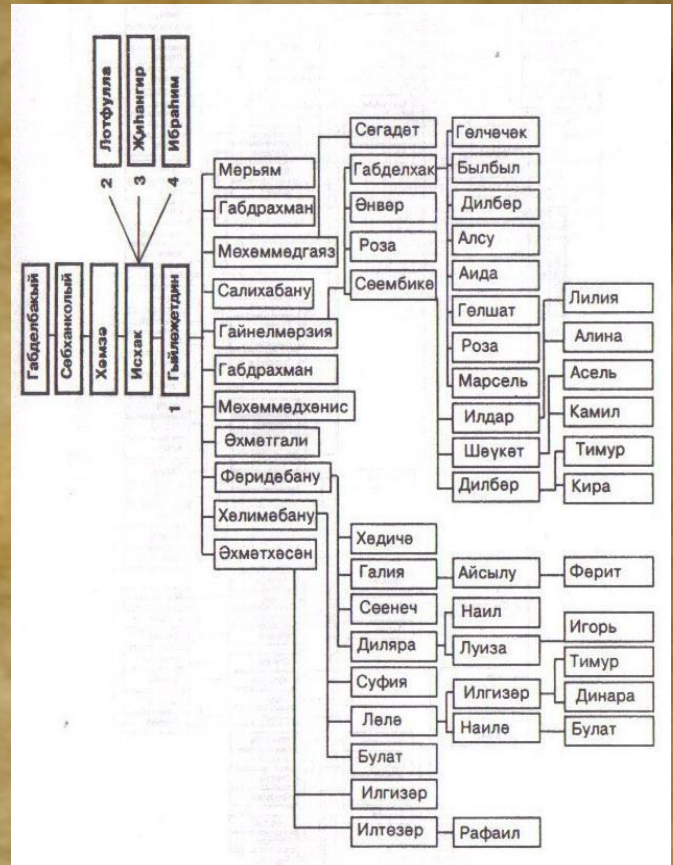 Лотфулла
Җиһангир
Ибраһим
2
3
4
Габделбакый
Сөбханколый
Хәмзә
Исхак
Гыйләҗетдин
1
Мәрьям
Габдрахман
Мөхәммәдгаяз
Салихабану
Гайнелмәрзия
Габдрахман
Мөхәммәдхәнис
Әхмәтгали
Фәридәбану
Хәлимәбану
Әхмәтхәсән
Сәгадәт
Габделхак
Әнвәр
Роза
Сөембикә
Хәдичә
Галия
Сөенеч
Диляра
Суфия
Ләлә
Булат
Илгизәр
Илтөзәр
Гөлчәчәк
Былбыл
Дилбәр
Алсу
Аида
Гөлшат
Роза
Марсель
Илдар
Шәүкәт
Дилбәр
Айсылу
Наил
Луиза
Илгизәр
Наилә
Рафаил
Лилия
Алина
Асель
Камил
Тимур
Кира
Фәрит
Игорь
Тимур
Динара
Булат